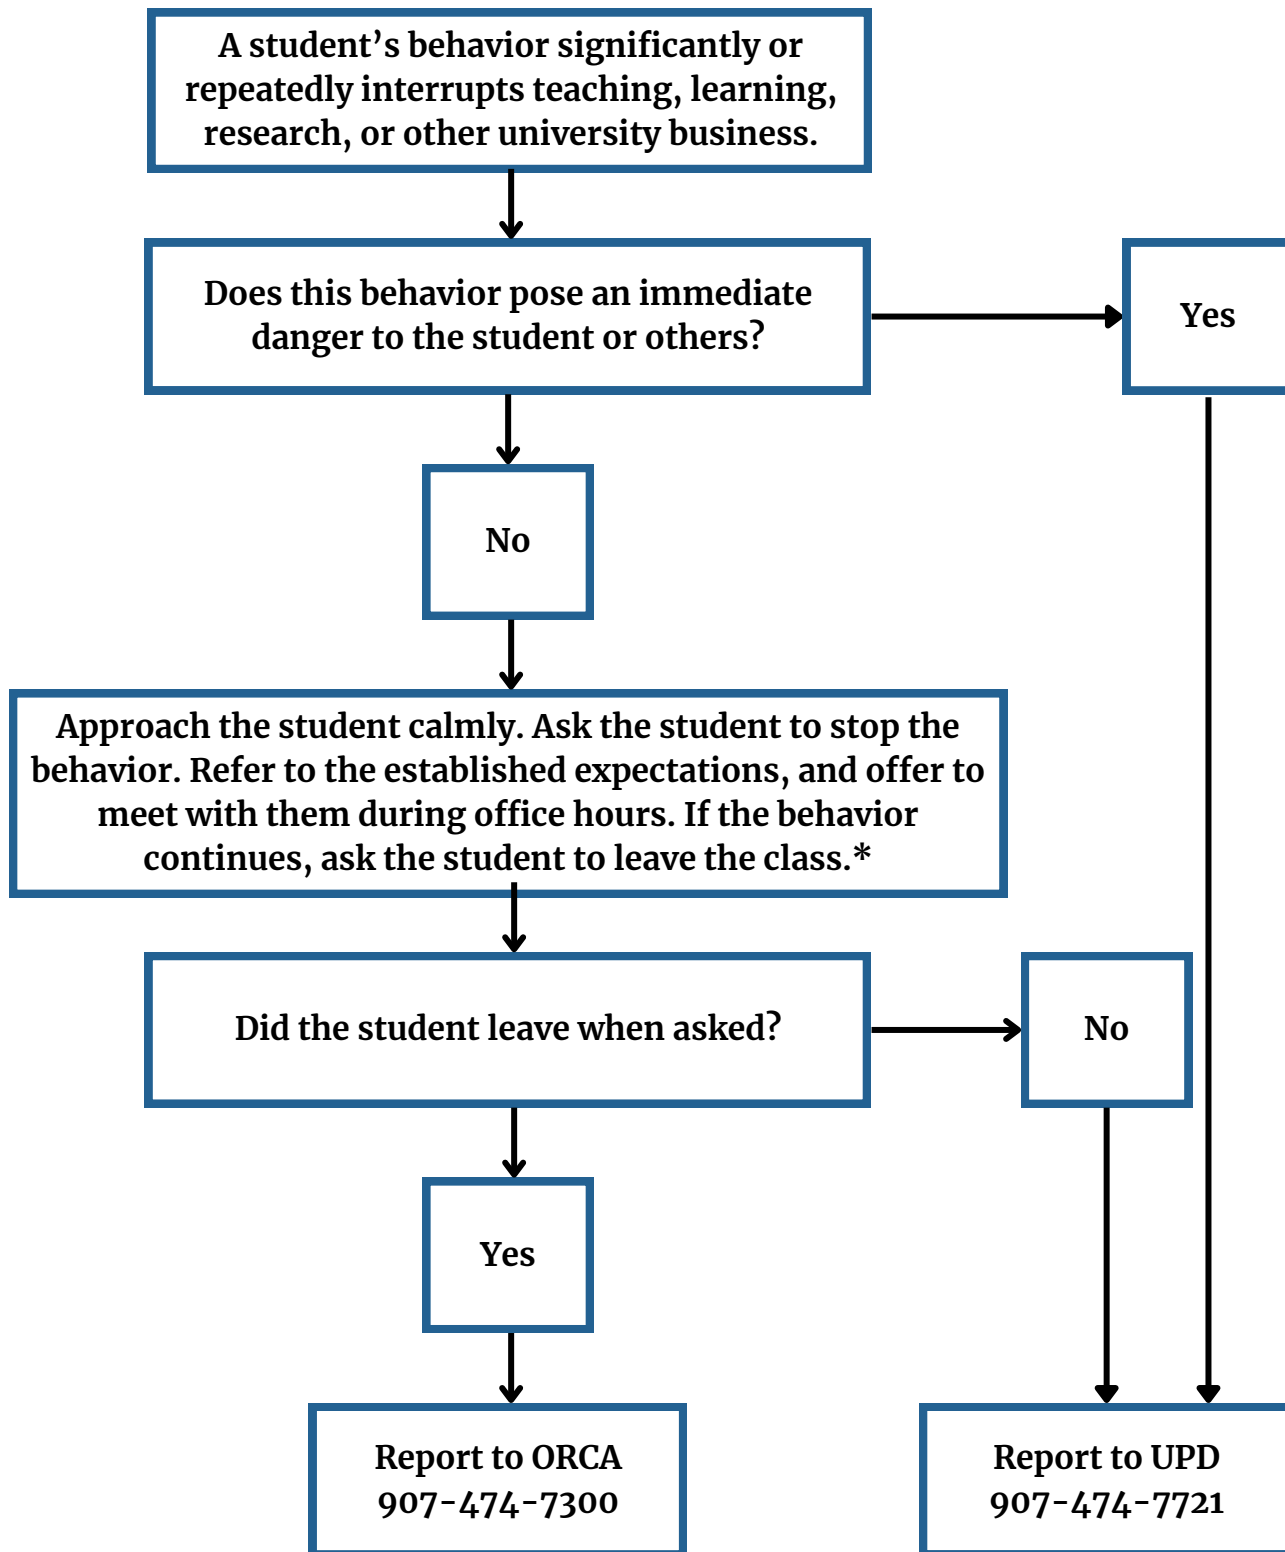 A student’s behavior significantly or
repeatedly interrupts teaching, learning,
research, or other university business.
Does this behavior pose an immediate
danger to the student or others?
Yes
No
Approach the student calmly. Ask the student to stop the
behavior. Refer to the established expectations, and offer to
meet with them during office hours. If the behavior
continues, ask the student to leave the class.*
Did the student leave when asked?
No
Yes
Report to ORCA
907-474-7300
Report to UPD
907-474-7721